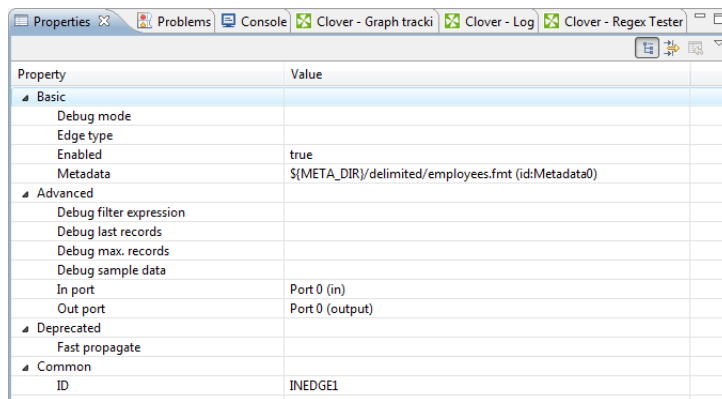 Properties Problems Console Clover - Graph tracki Clover - Log Clover - Regex Tester
Property Value
Basic
Debug mode
Edge type
Enabled true
Metadata ${META_DIR}/delimited/employees.fmt (id:Metadata0)
Advanced
Debug filter expression
Debug last records
Debug max. records
Debug sample data
In port Port 0 (in)
Out port Port 0 (output)
Deprecated
Fast propagate
Common
ID INEDGE1